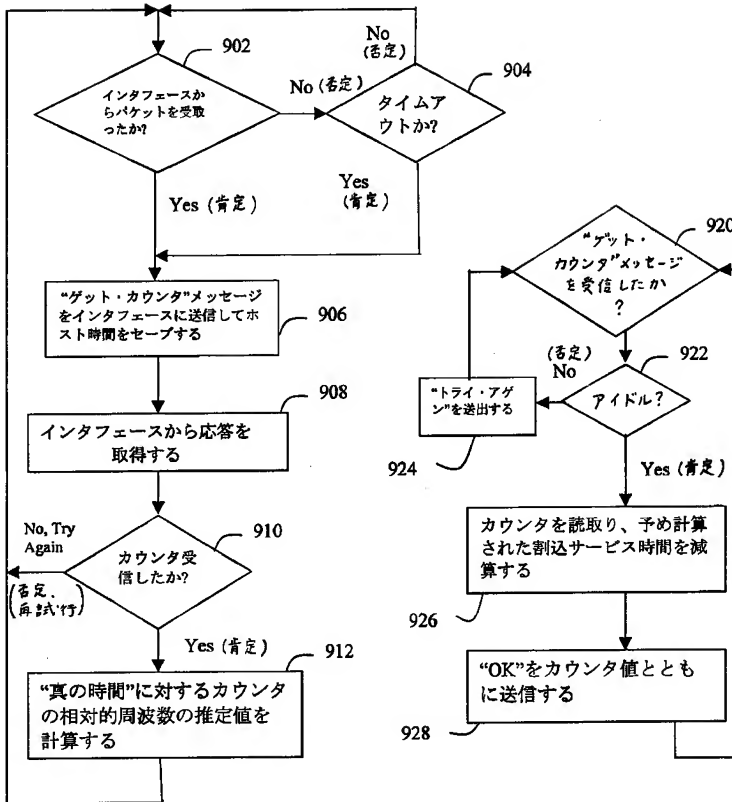 902
インタフェースか
らパケットを受取
ったか?
No (否定)
No
(否定)
904
タイムア
ウトか?
Yes (肯定)
Yes
(肯定)
"ゲット・カウンタ"メッセージ
をインタフェースに送信してホ
スト時間をセーブする
906
908
インタフェースから応答を
取得する
910
カウンタ受
信したか?
No, Try
Again
(否定、
再試行)
Yes (肯定)
912
"真の時間"に対するカウンタ
の相対的周波数の推定値を
計算する
920
"ゲット・
カウンタ"メッセージ
を受信したか
?
922
アイドル?
(否定)
No
"トライ・アゲ
ン"を送出する
924
Yes (肯定)
カウンタを読取り、予め計算
された割込サービス時間を減
算する
926
"OK"をカウンタ値ととも
に送信する
928